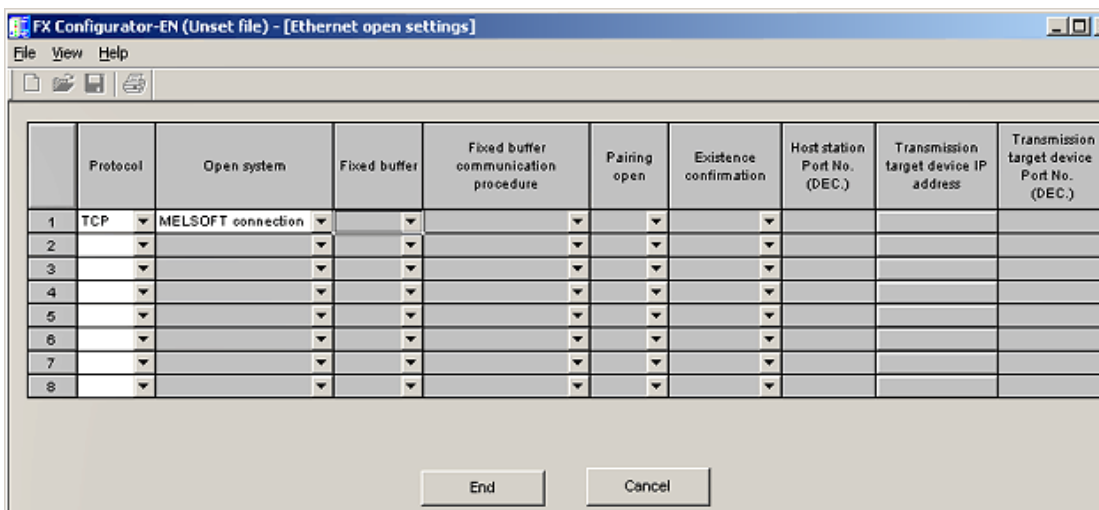 FX Configurator-EN (Unset file) - [Ethernet open settings]
File View Help
Protocol
Open system
Fixed buffer
Fixed buffer
communication
procedure
Pairing
open
Existence
confirmation
Host station
Port No.
(DEC.)
Transmission
target device IP
address
Transmission
target device
Port No.
(DEC.)
1 TCP MELSOFT connection
2
3
4
5
6
7
8
End Cancel